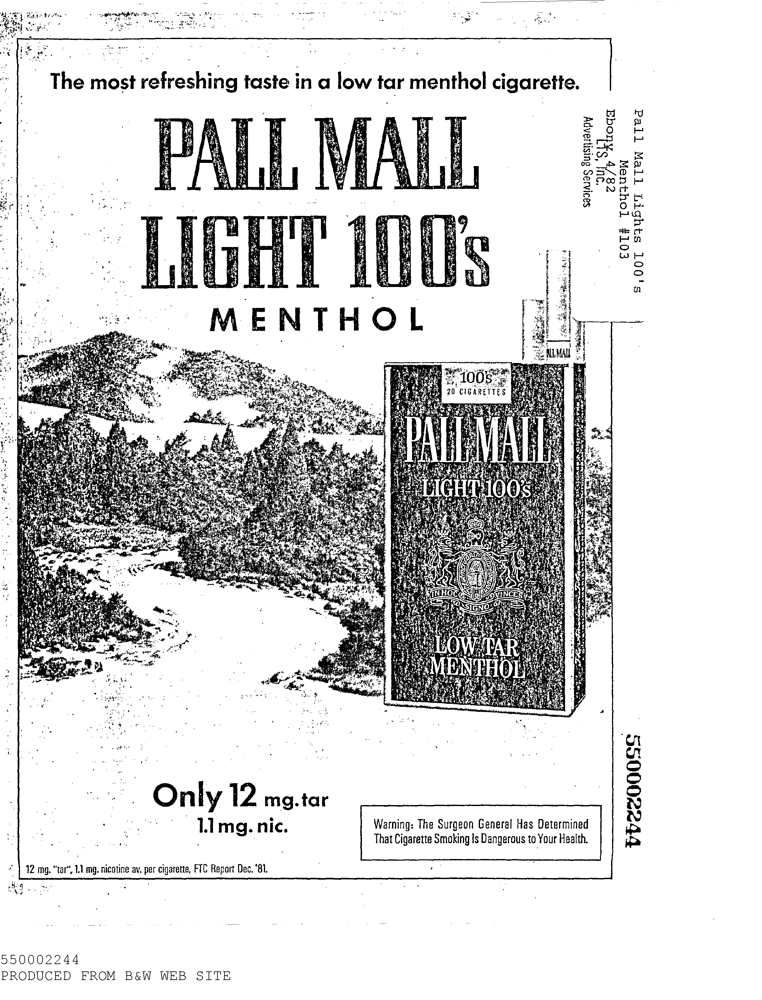 The most refreshing taste in a low tar menthol cigarette.
PALL MALL
LIGHT 100's
MENTHOL
Pall Mall Lights 100's
Menthol #103
Ebony 4/82
LTS, Inc.
Advertising Services
PALL MALL
100's
20 CIGARETTES
PALL MALL
LIGHT 100s
IN HOC SIGNO VINCES
LOW TAR
MENTHOL
Only 12 mg. tar
1.1 mg. nic.
Warning: The Surgeon General Has Determined
That Cigarette Smoking Is Dangerous to Your Health.
12 mg. "tar", 1.1 mg. nicotine av. per cigarette, FTC Report Dec. '81.
550002244
550002244
PRODUCED FROM B&W WEB SITE